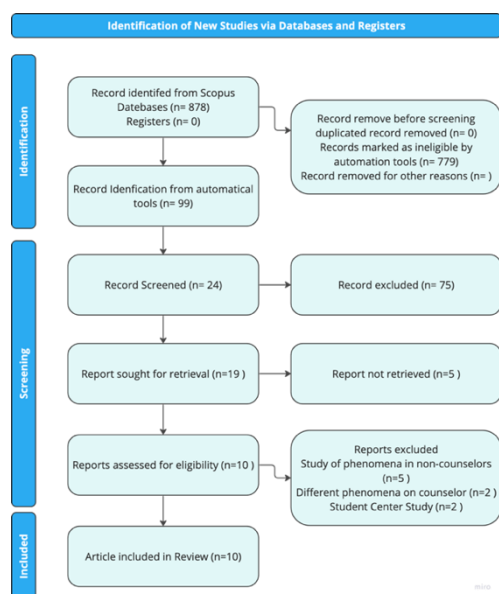 Identification of New Studies via Databases and Registers
Identification
Record identifed from Scopus
Datebases (n= 878)
Registers (n= 0)
Record remove before screening
duplicated record removed (n= 0)
Records marked as ineligible by
automation tools (n= 779)
Record removed for other reasons (n= )
Record Idenfication from automatical
tools (n= 99)
Screening
Record Screened (n= 24)
Record excluded (n= 75)
Report sought for retrieval (n=19 )
Report not retrieved (n=5 )
Reports assessed for eligibility (n=10 )
Reports excluded
Study of phenomena in non-counselors
(n=5 )
Different phenomena on counselor (n=2 )
Student Center Study (n=2 )
Included
Article included in Review (n=10)
miro